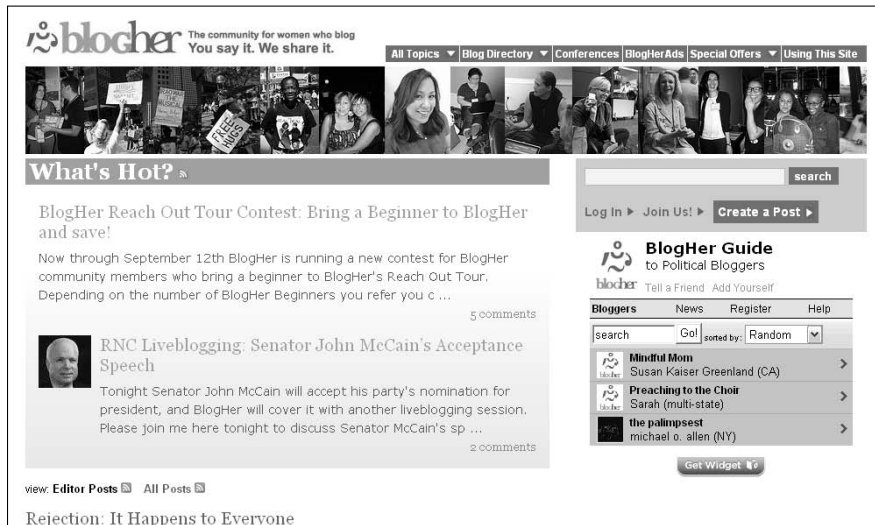 blogher
The community for women who blog
You say it. We share it.
All Topics Blog Directory Conferences BlogHerAds Special Offers Using This Site
FREE HUGS
What's Hot?
search
BlogHer Reach Out Tour Contest: Bring a Beginner to BlogHer
and save!
Now through September 12th BlogHer is running a new contest for BlogHer
community members who bring a beginner to BlogHer's Reach Out Tour.
Depending on the number of BlogHer Beginners you refer you c ...
5 comments
RNC Liveblogging: Senator John McCain's Acceptance
Speech
Tonight Senator John McCain will accept his party's nomination for
president, and BlogHer will cover it with another liveblogging session.
Please join me here tonight to discuss Senator McCain's sp ...
2 comments
view: Editor Posts All Posts
Rejection: It Happens to Everyone
Log In Join Us! Create a Post
BlogHer Guide
to Political Bloggers
blogher Tell a Friend Add Yourself
Bloggers News Register Help
search Go! sorted by: Random
Mindful Mom
Susan Kaiser Greenland (CA)
blogher
Preaching to the Choir
Sarah (multi-state)
blogher
the palimpsest
michael o. allen (NY)
Get Widget